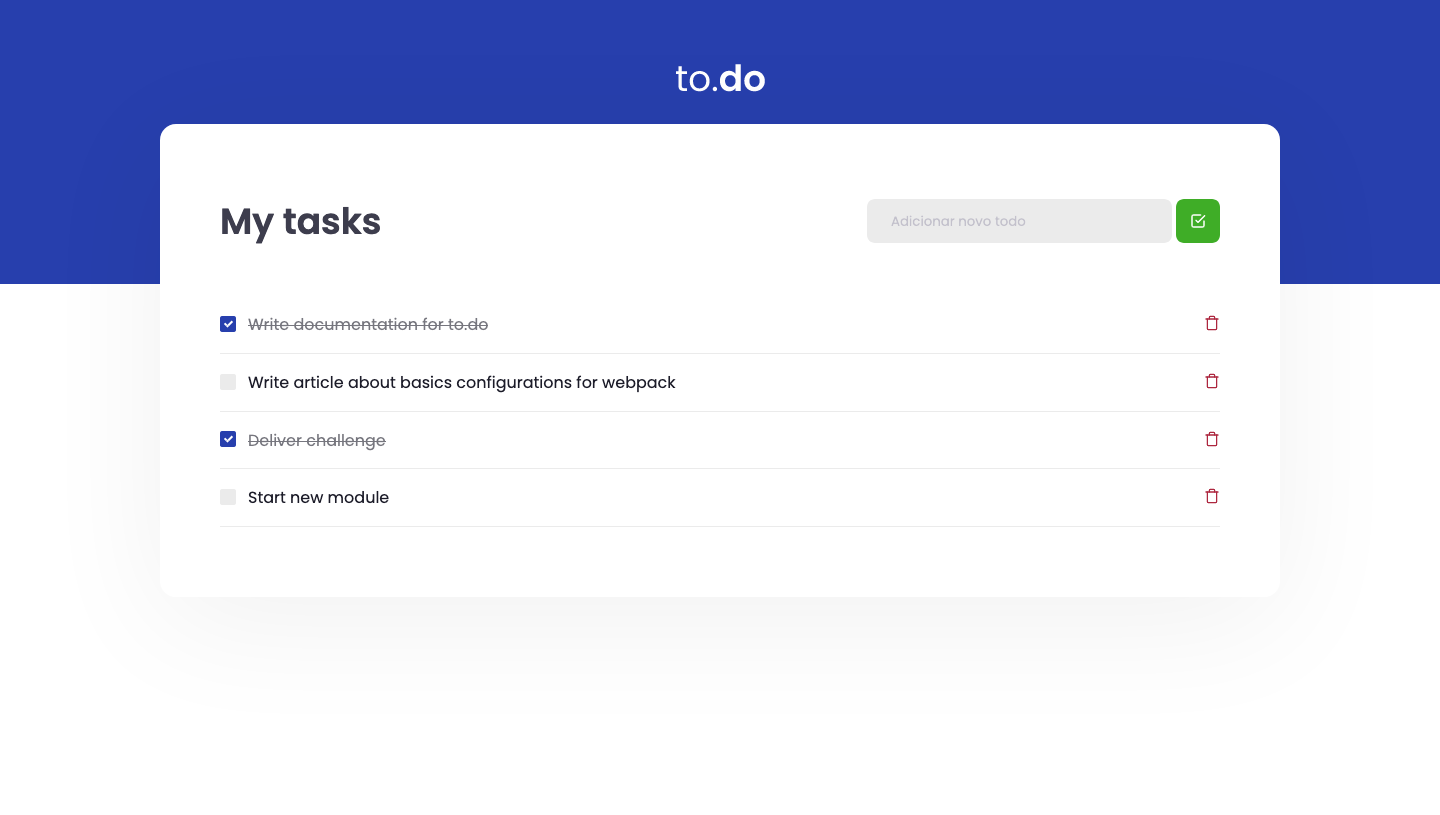 to.do
My tasks
Adicionar novo todo
Write documentation for to.do
Write article about basics configurations for webpack
Deliver challenge
Start new module